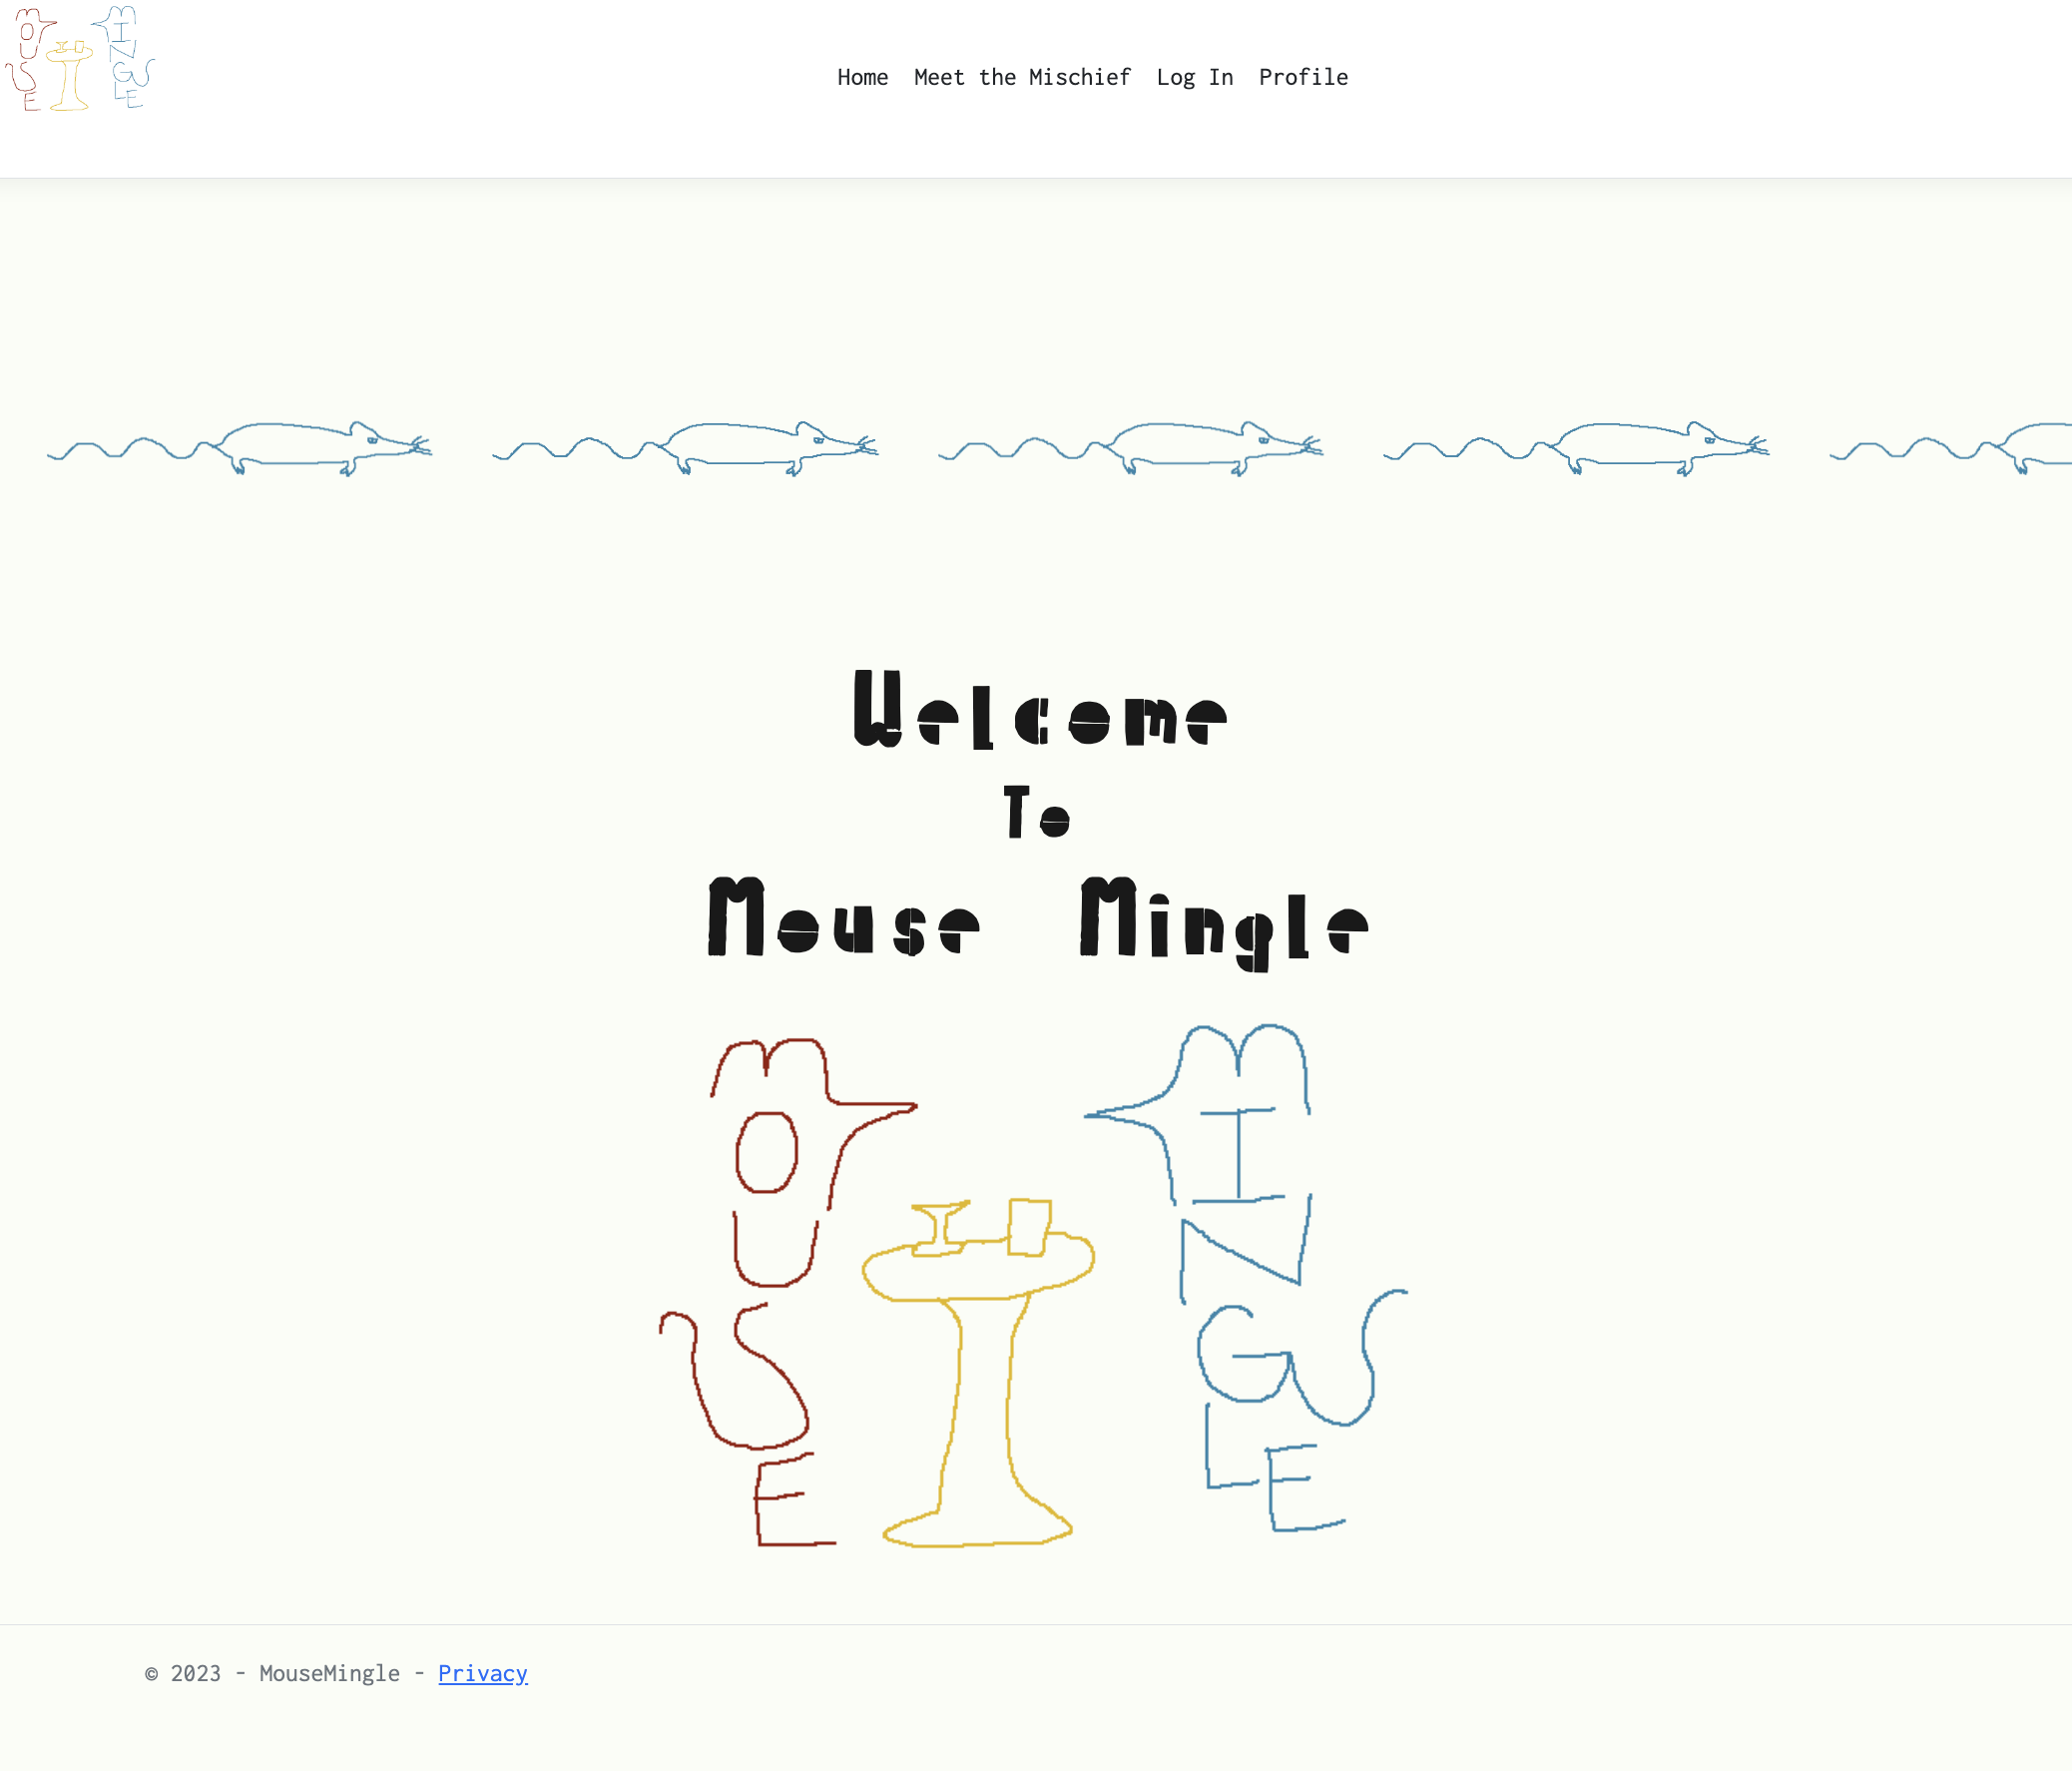 MOUSE MINGLE
Home Meet the Mischief Log In Profile
Welcome
To
Mouse Mingle
MOUSE MINGLE
© 2023 - MouseMingle - Privacy